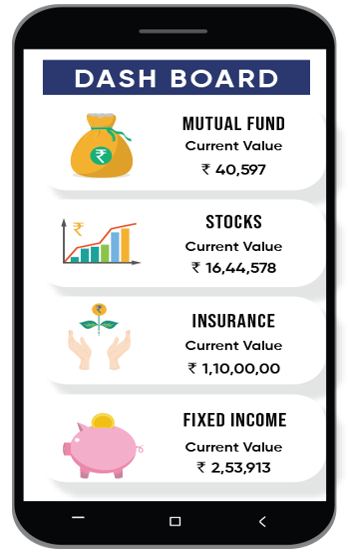 DASH BOARD
MUTUAL FUND
Current Value
₹ 40,597
₹
STOCKS
Current Value
₹ 16,44,578
₹
INSURANCE
Current Value
₹ 1,10,00,00
₹
FIXED INCOME
Current Value
₹ 2,53,913